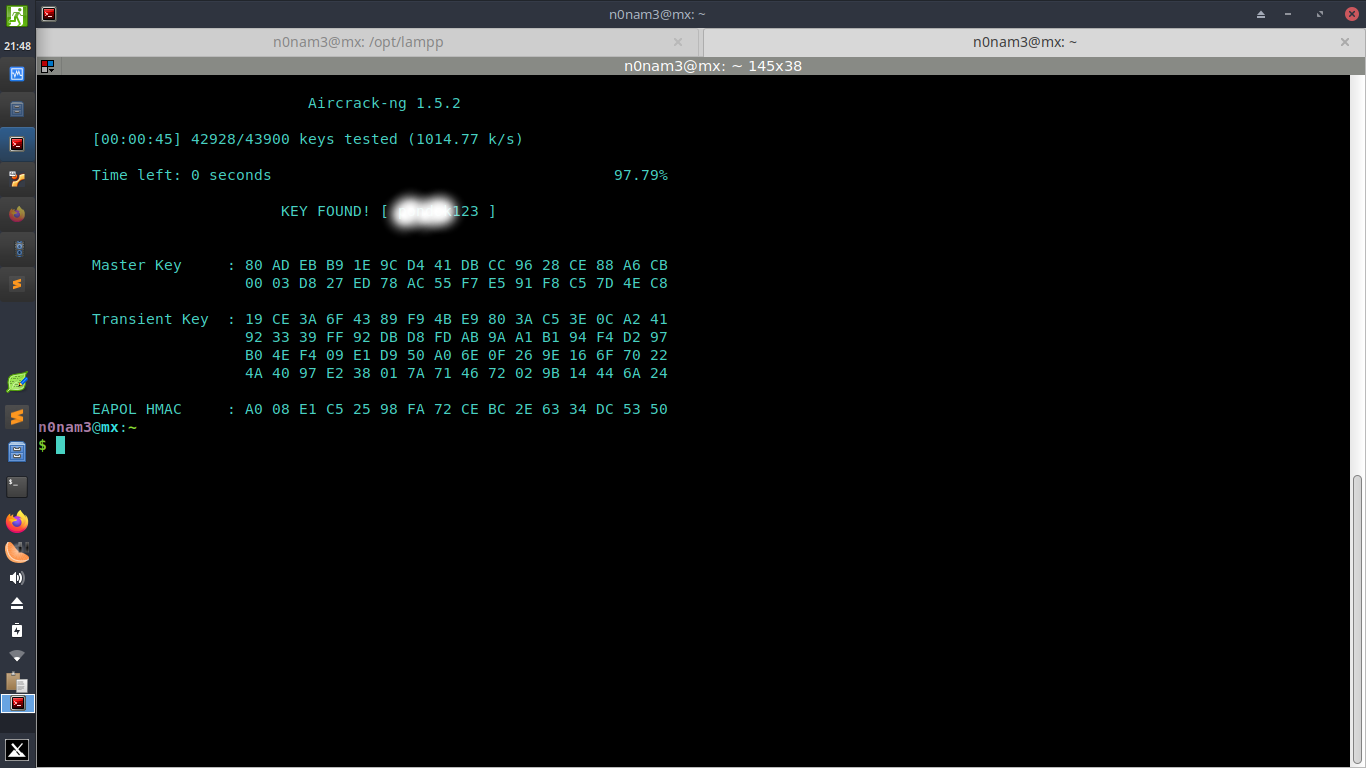 n0nam3@mx: ~
21:48
n0nam3@mx: /opt/lampp
n0nam3@mx: ~
n0nam3@mx: ~ 145x38
Aircrack-ng 1.5.2
[00:00:45] 42928/43900 keys tested (1014.77 k/s)
Time left: 0 seconds 97.79%
KEY FOUND! [ 123 ]
Master Key : 80 AD EB B9 1E 9C D4 41 DB CC 96 28 CE 88 A6 CB
00 03 D8 27 ED 78 AC 55 F7 E5 91 F8 C5 7D 4E C8
Transient Key : 19 CE 3A 6F 43 89 F9 4B E9 80 3A C5 3E 0C A2 41
92 33 39 FF 92 DB D8 FD AB 9A A1 B1 94 F4 D2 97
B0 4E F4 09 E1 D9 50 A0 6E 0F 26 9E 16 6F 70 22
4A 40 97 E2 38 01 7A 71 46 72 02 9B 14 44 6A 24
EAPOL HMAC : A0 08 E1 C5 25 98 FA 72 CE BC 2E 63 34 DC 53 50
n0nam3@mx:~
$